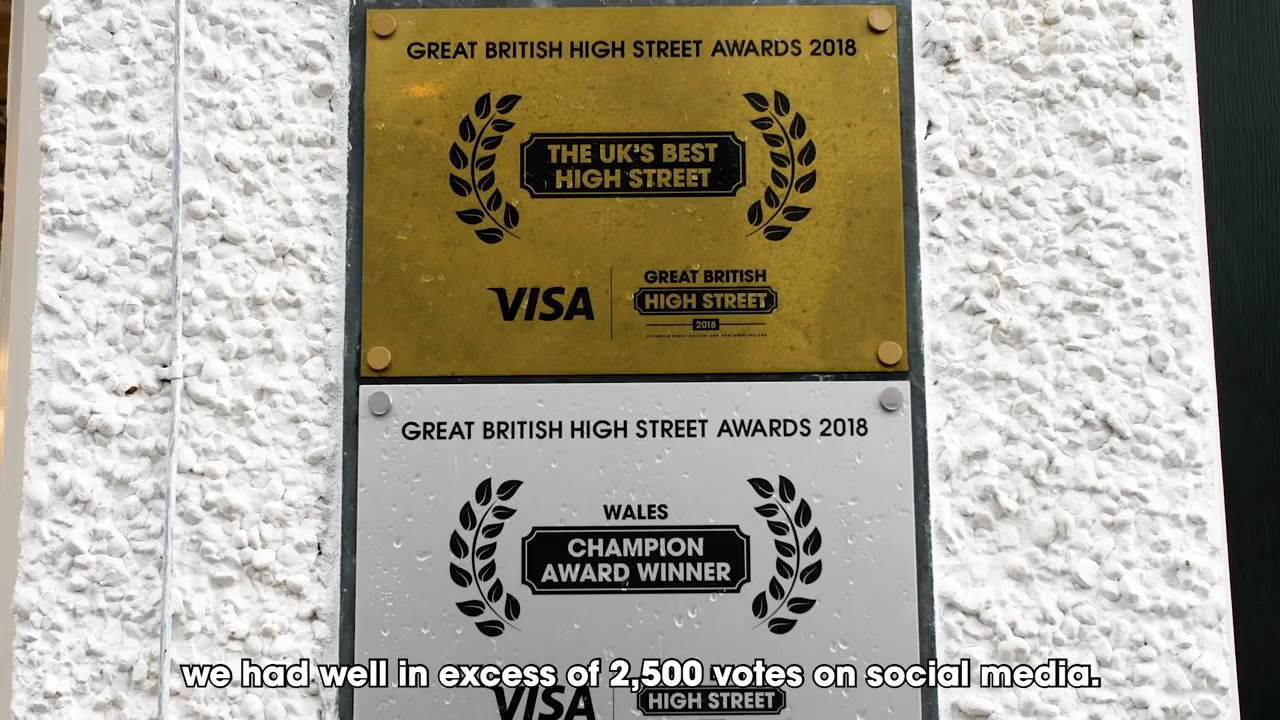 GREAT BRITISH HIGH STREET AWARDS 2018
THE UK'S BEST
HIGH STREET
VISA
GREAT BRITISH
HIGH STREET
2018
GREAT BRITISH HIGH STREET AWARDS 2018
WALES
CHAMPION
AWARD WINNER
we had well in excess of 2,500 votes on social media.
VISA
HIGH STREET